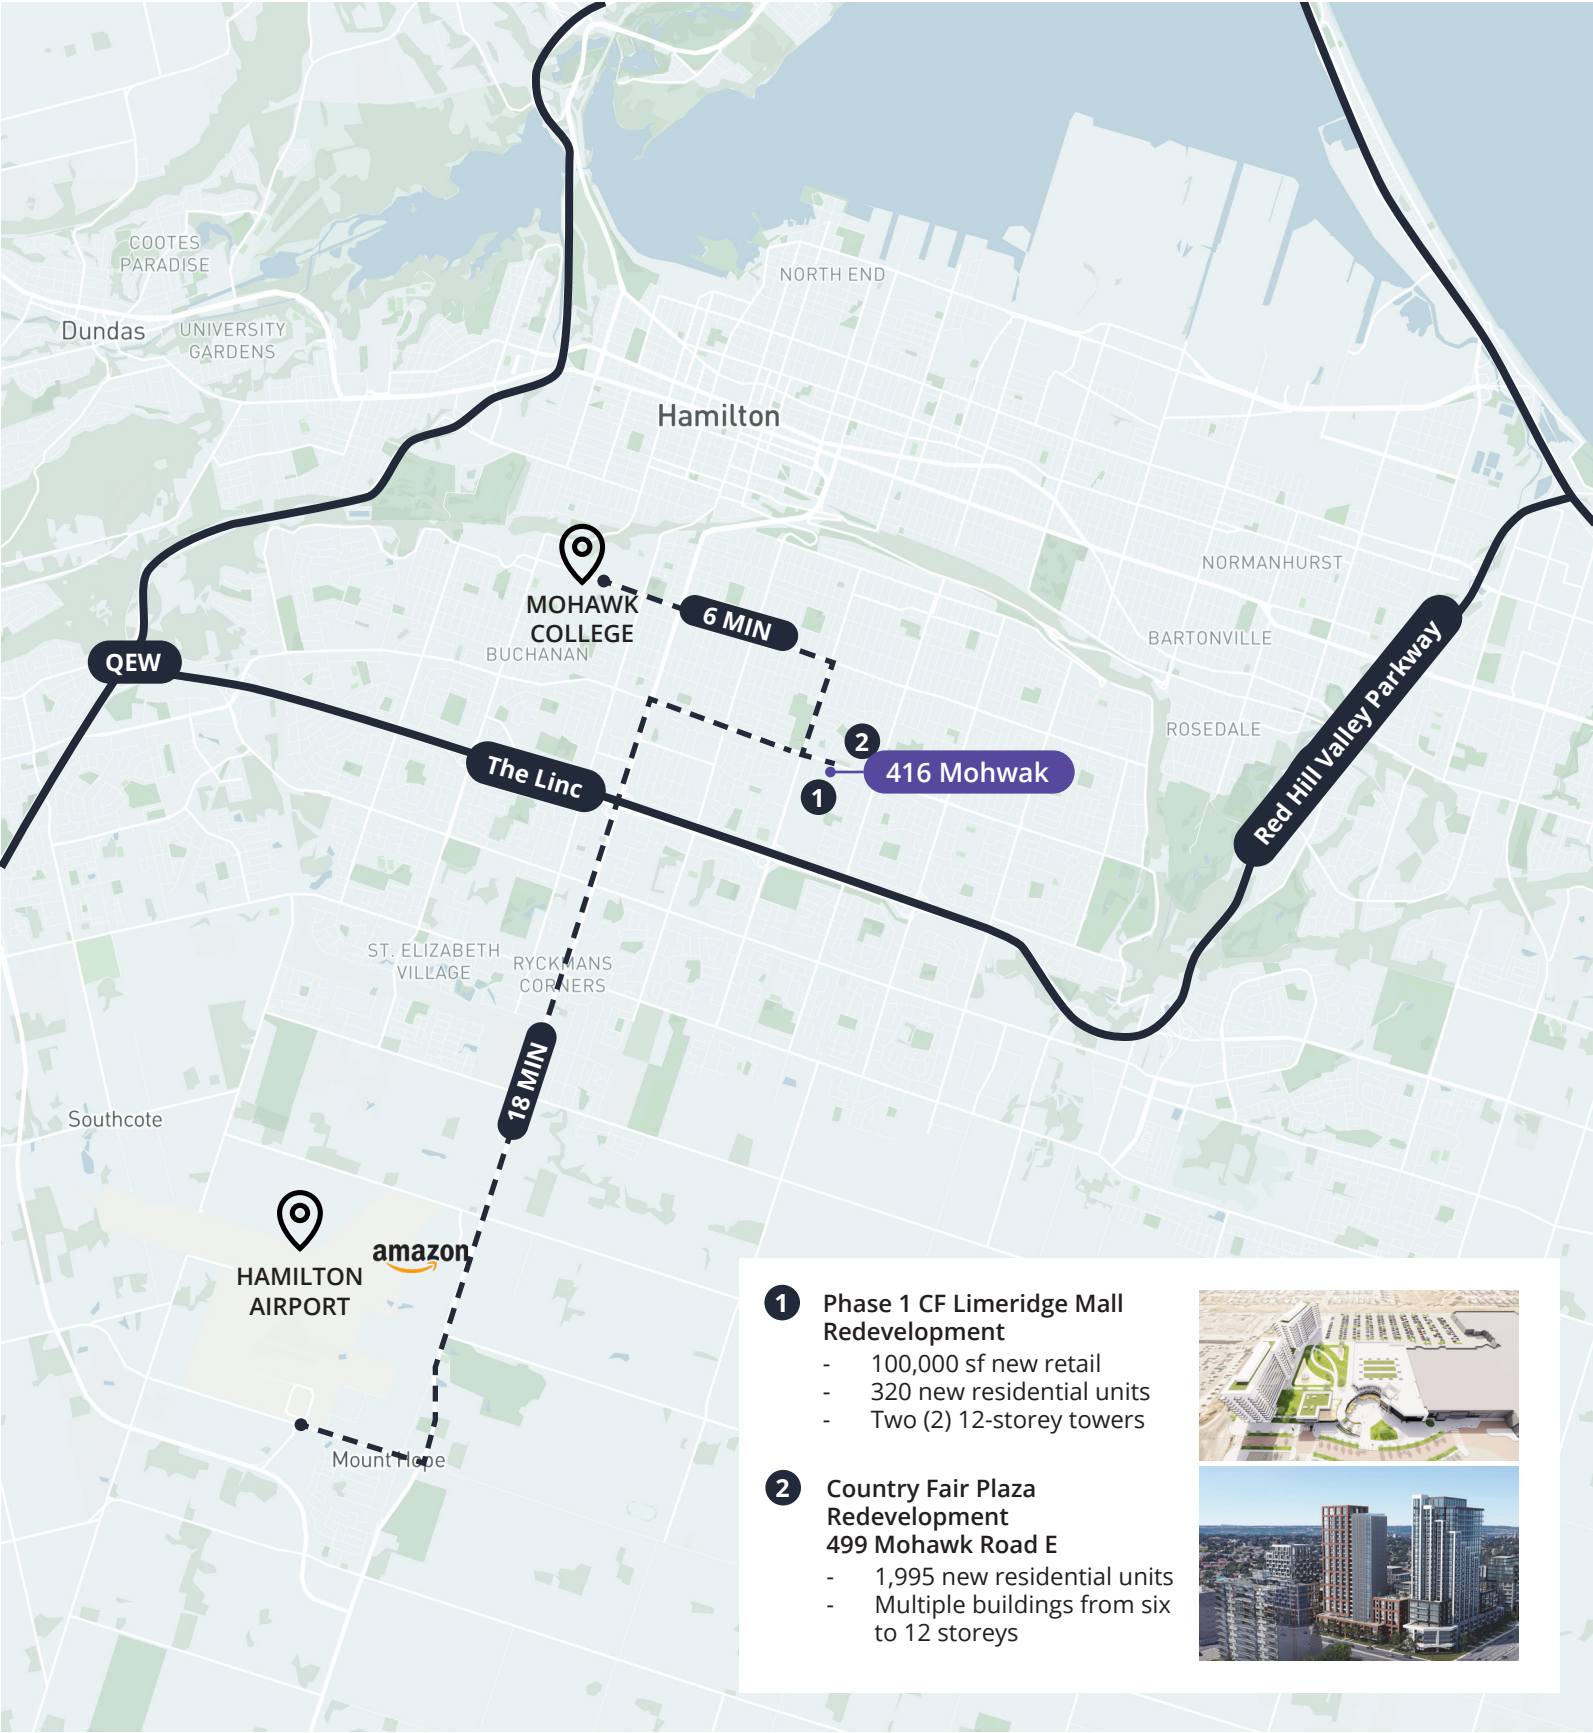 COOTES
PARADISE
NORTH END
Dundas
UNIVERSITY
GARDENS
Hamilton
NORMANHURST
MOHAWK
COLLEGE
6 MIN
BUCHANAN
BARTONVILLE
QEW
Red Hill Valley Parkway
ROSEDALE
2
416 Mohwak
The Linc
1
ST. ELIZABETH
VILLAGE
RYCKMANS
CORNERS
18 MIN
Southcote
amazon
HAMILTON
AIRPORT
Mount Hope
1
Phase 1 CF Limeridge Mall
Redevelopment
- 100,000 sf new retail
- 320 new residential units
- Two (2) 12-storey towers
2
Country Fair Plaza
Redevelopment
499 Mohawk Road E
- 1,995 new residential units
- Multiple buildings from six
to 12 storeys